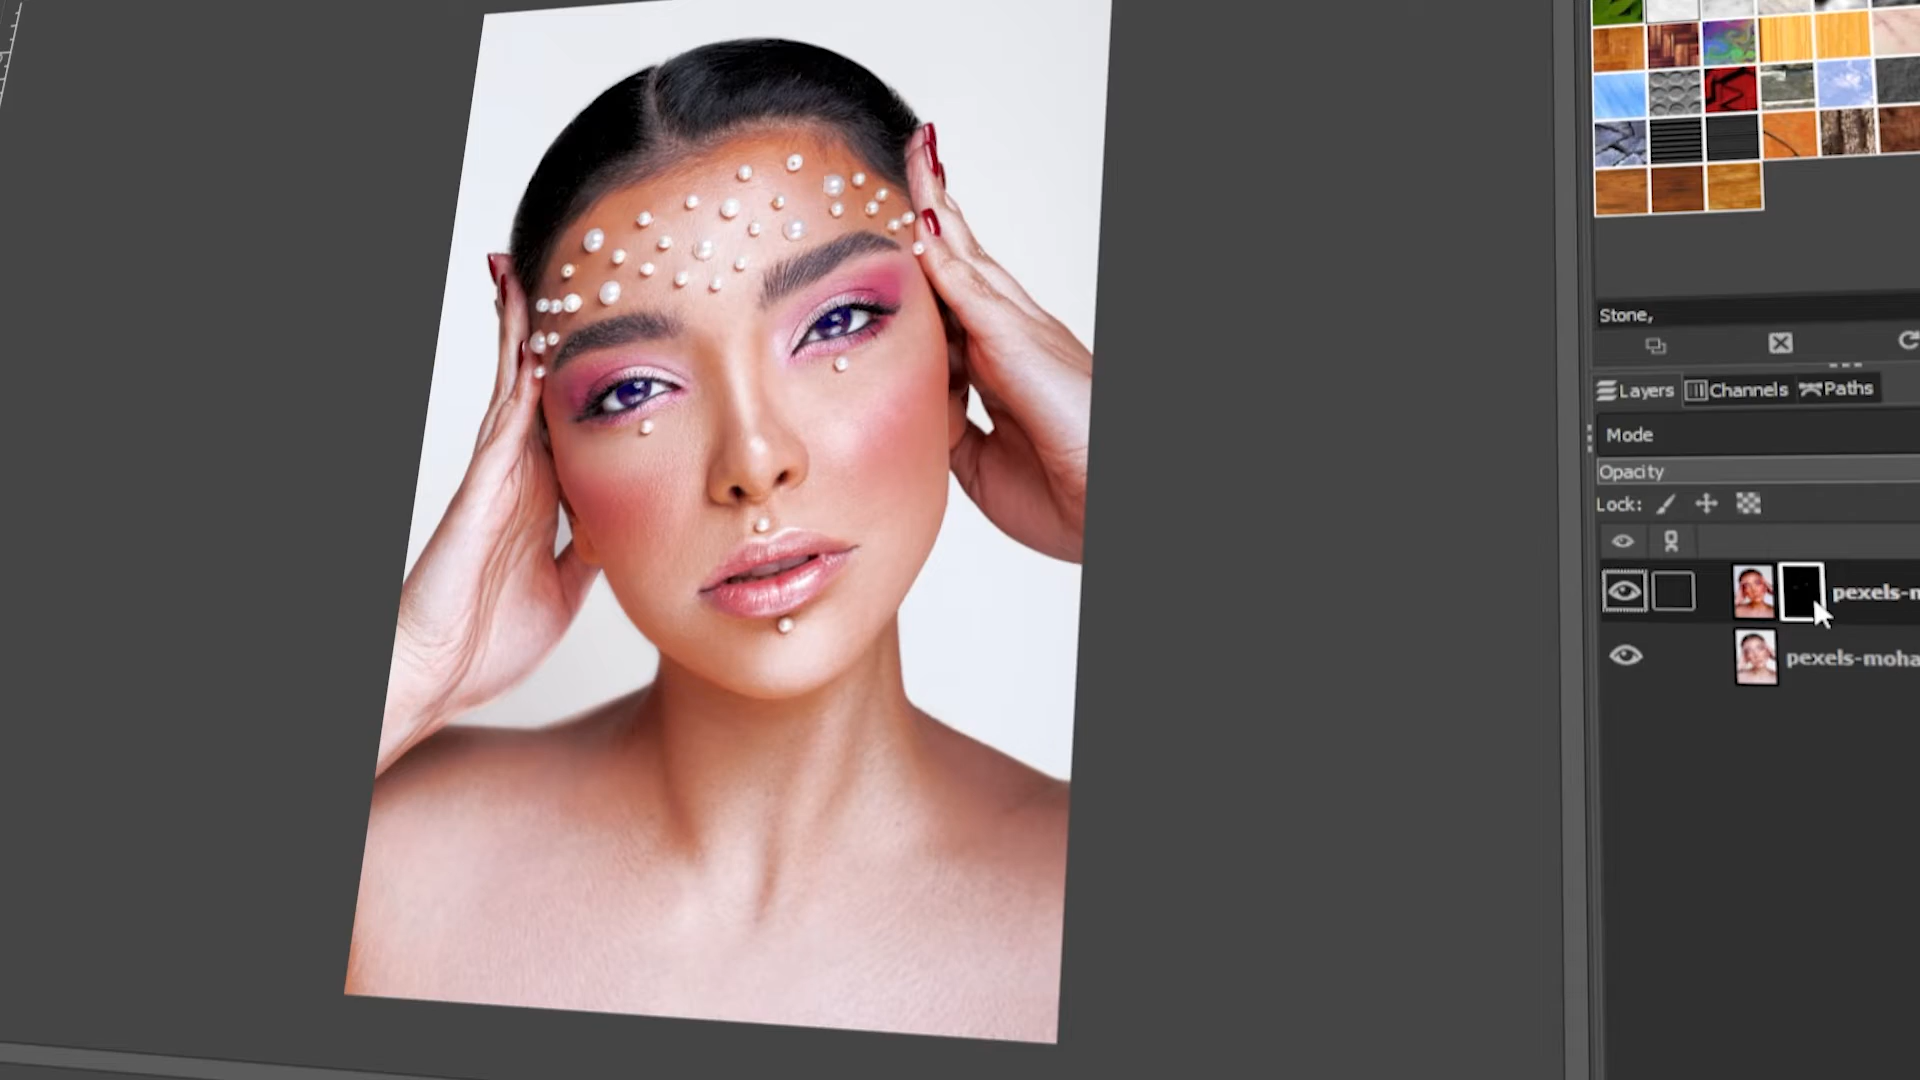 Stone,
Layers Channels Paths
Mode
Opacity
Lock:
pexels-m
pexels-moha